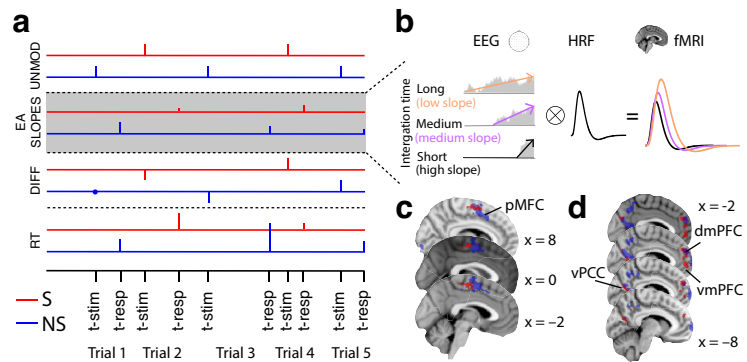 a
UNMOD
EA
SLOPES
DIFF
RT
S
NS
t-stim
t-resp
t-stim
t-resp
t-stim
t-resp
t-stim
t-resp
t-stim
t-resp
Trial 1
Trial 2
Trial 3
Trial 4
Trial 5
b
EEG
HRF
fMRI
Intergation time
Long
(low slope)
Medium
(medium slope)
Short
(high slope)
=
c
pMFC
x = 8
x = 0
x = −2
d
x = -2
dmPFC
vPCC
vmPFC
x = −8